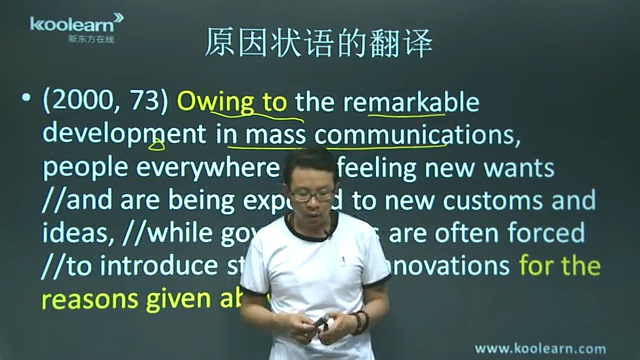 koolearn
新东方在线
原因状语的翻译
• (2000, 73) Owing to the remarkable
development in mass communications,
people everywhere feeling new wants
//and are being exp to new customs and
ideas, //while gov s are often forced
//to introduce st nnovations for the
reasons given ab
www.koolearn.com